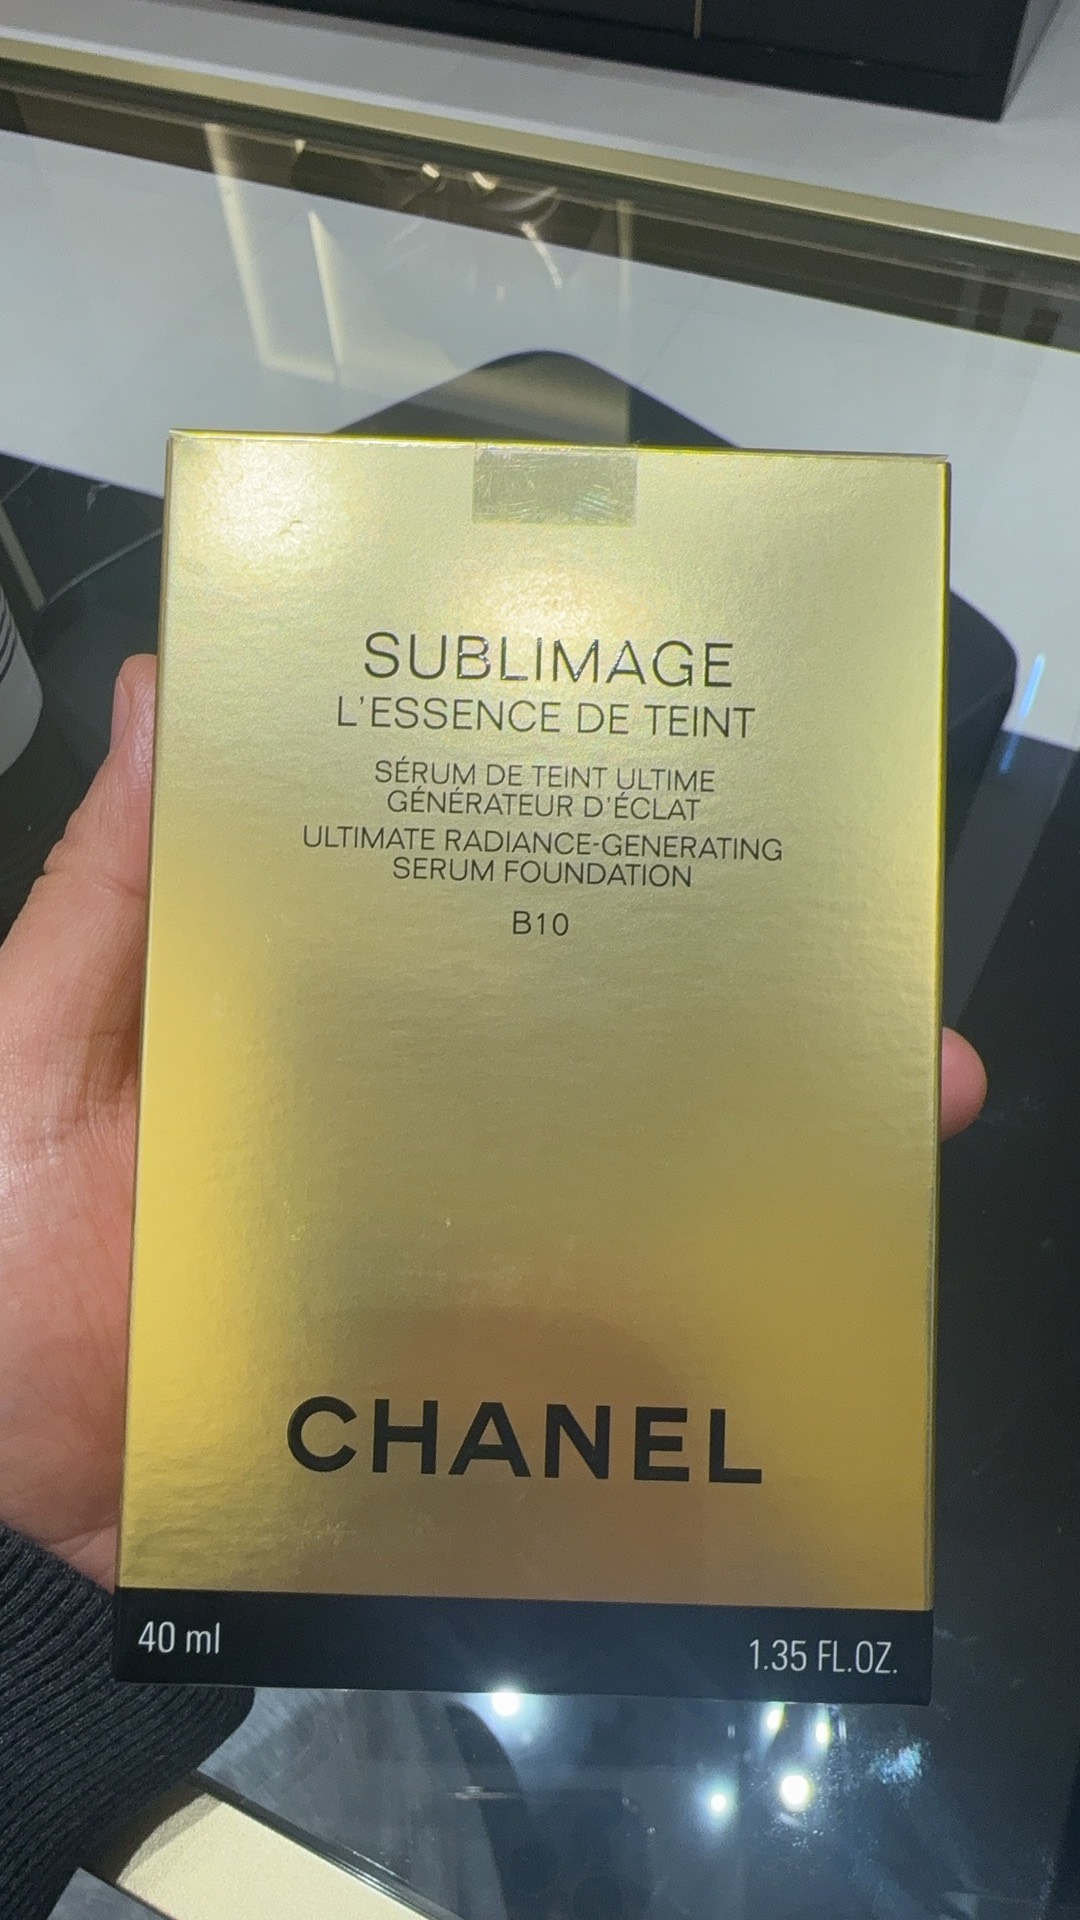 SUBLIMAGE
L'ESSENCE DE TEINT
SÉRUM DE TEINT ULTIME
GÉNÉRATEUR D'ÉCLAT
ULTIMATE RADIANCE-GENERATING
SERUM FOUNDATION
B10
CHANEL
40 ml
1.35 FL.OZ.